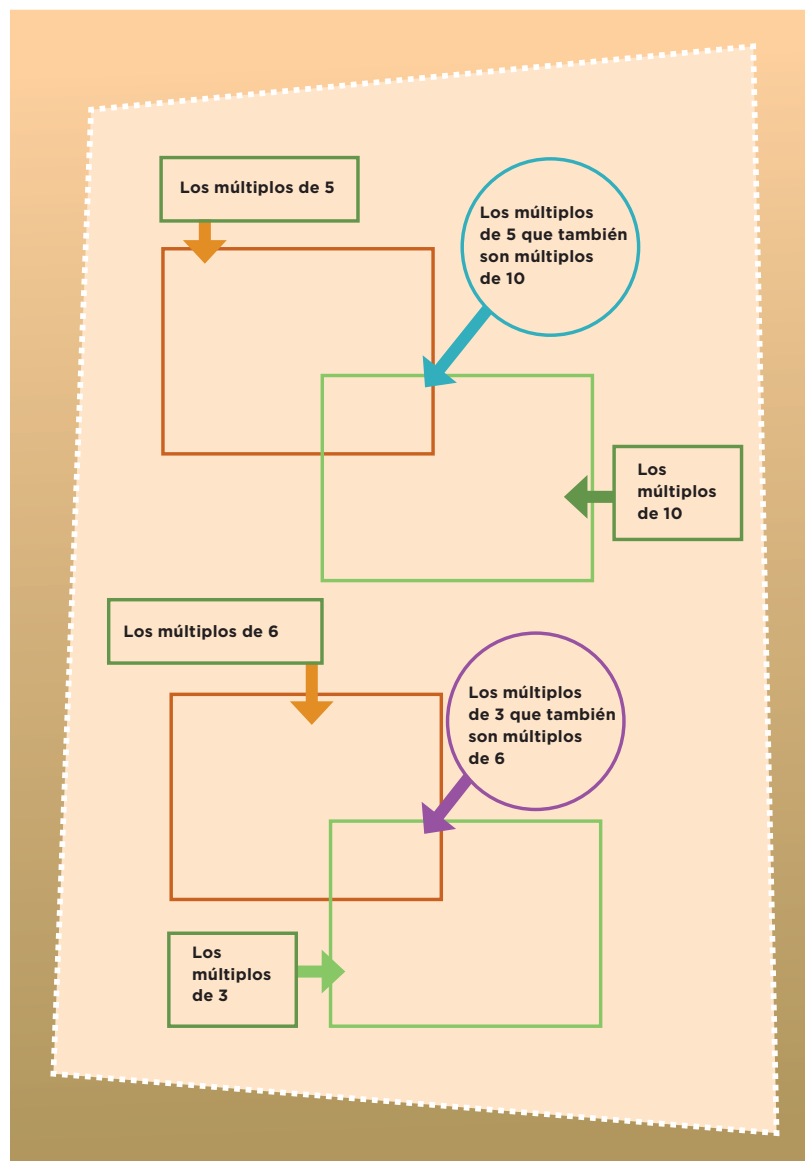 Los múltiplos de 5
Los múltiplos
de 5 que también
son múltiplos
de 10
Los
múltiplos
de 10
Los múltiplos de 6
Los múltiplos
de 3 que también
son múltiplos
de 6
Los
múltiplos
de 3